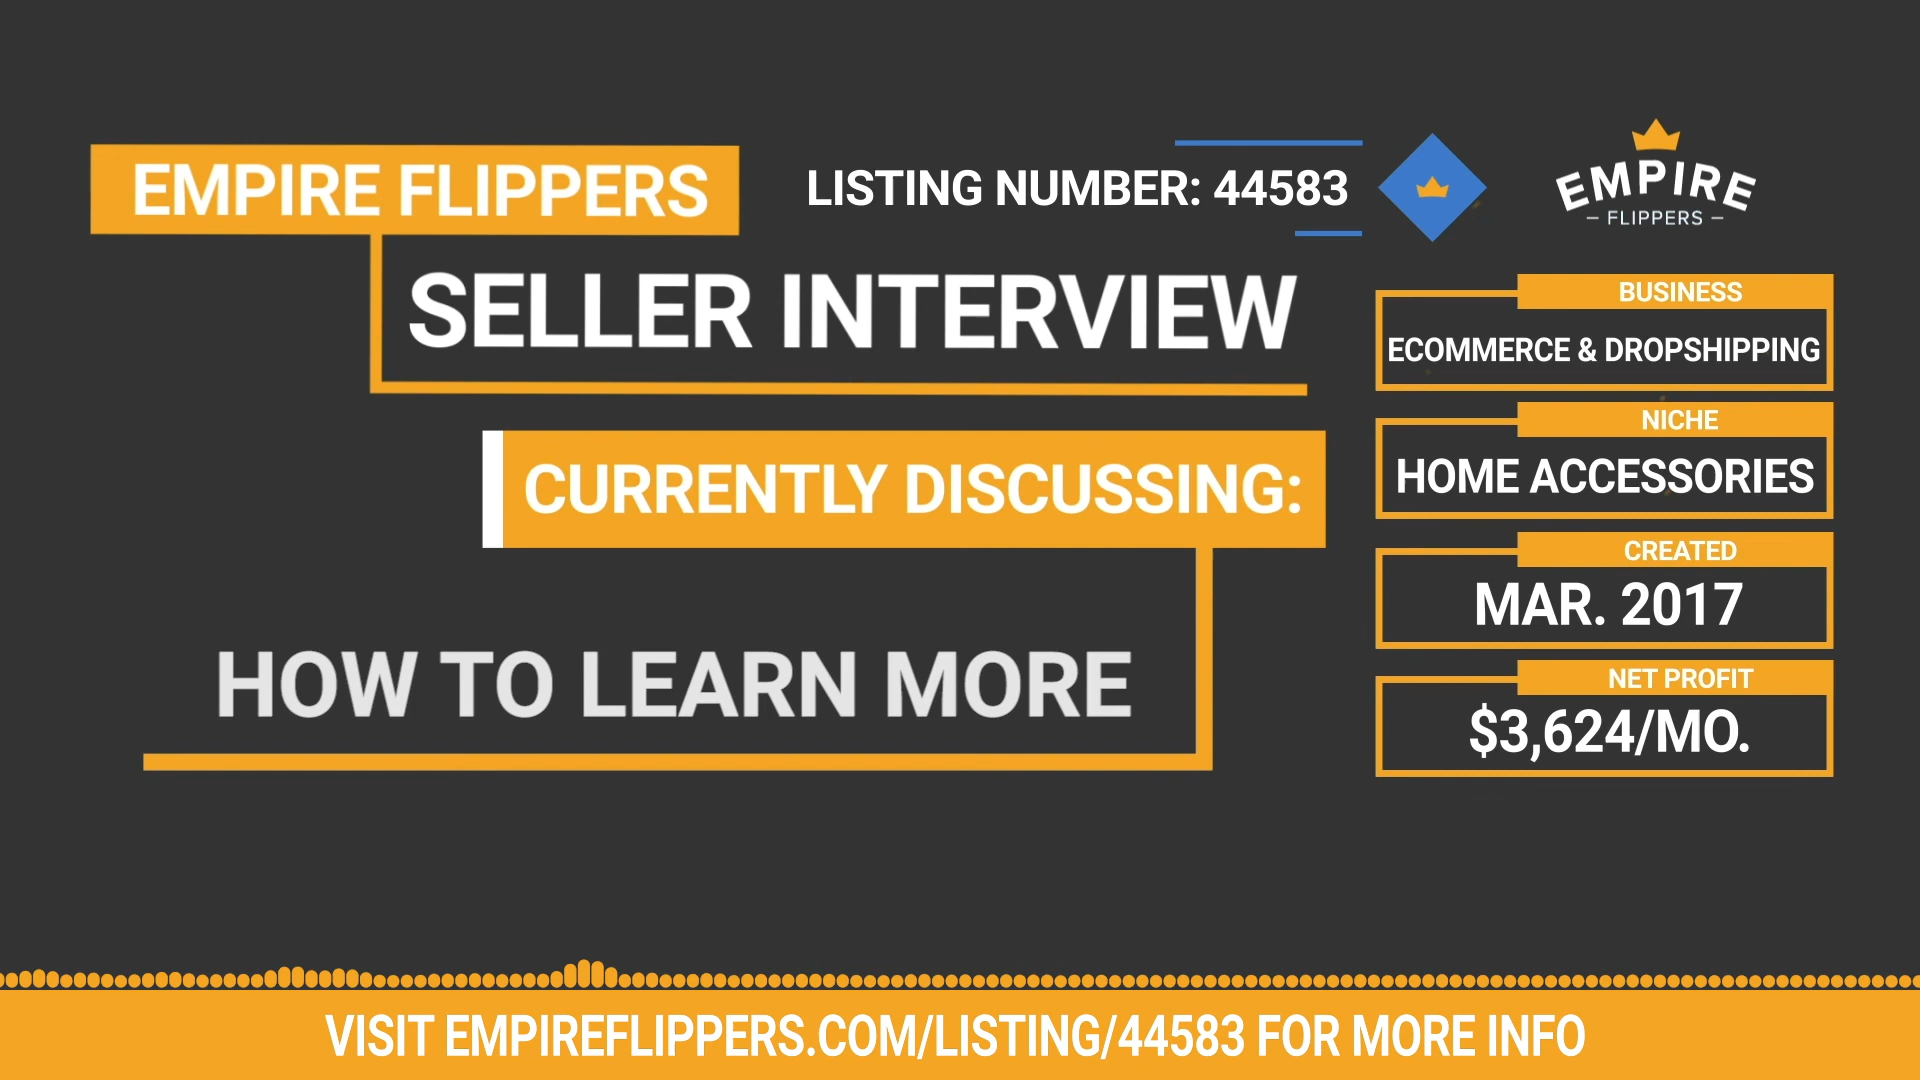 EMPIRE FLIPPERS
LISTING NUMBER: 44583
EMPIRE
FLIPPERS
SELLER INTERVIEW
CURRENTLY DISCUSSING:
HOW TO LEARN MORE
BUSINESS
ECOMMERCE & DROPSHIPPING
NICHE
HOME ACCESSORIES
CREATED
MAR. 2017
NET PROFIT
$3,624/MO.
VISIT EMPIREFLIPPERS.COM/LISTING/44583 FOR MORE INFO